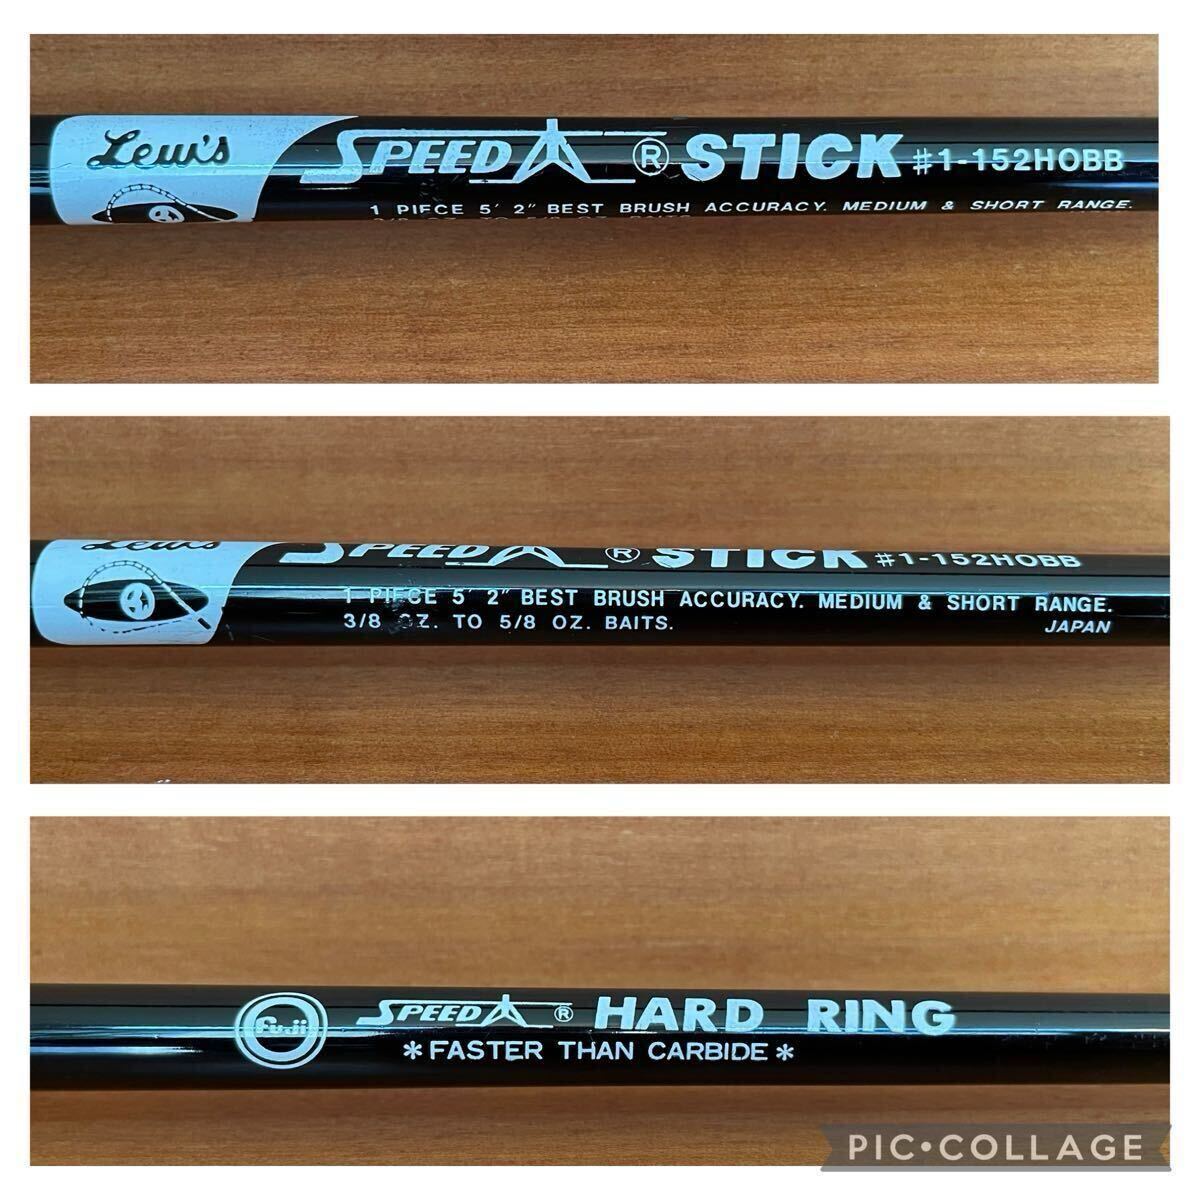 Lew's SPEED ® STICK #1-152HOBB
1 PIECE 5' 2" BEST BRUSH ACCURACY. MEDIUM & SHORT RANGE.
Lew's SPEED ® STICK #1-152HOBB
1 PIECE 5' 2" BEST BRUSH ACCURACY. MEDIUM & SHORT RANGE.
3/8 OZ. TO 5/8 OZ. BAITS.
JAPAN
Fuji SPEED ® HARD RING
*FASTER THAN CARBIDE*
PIC•COLLAGE